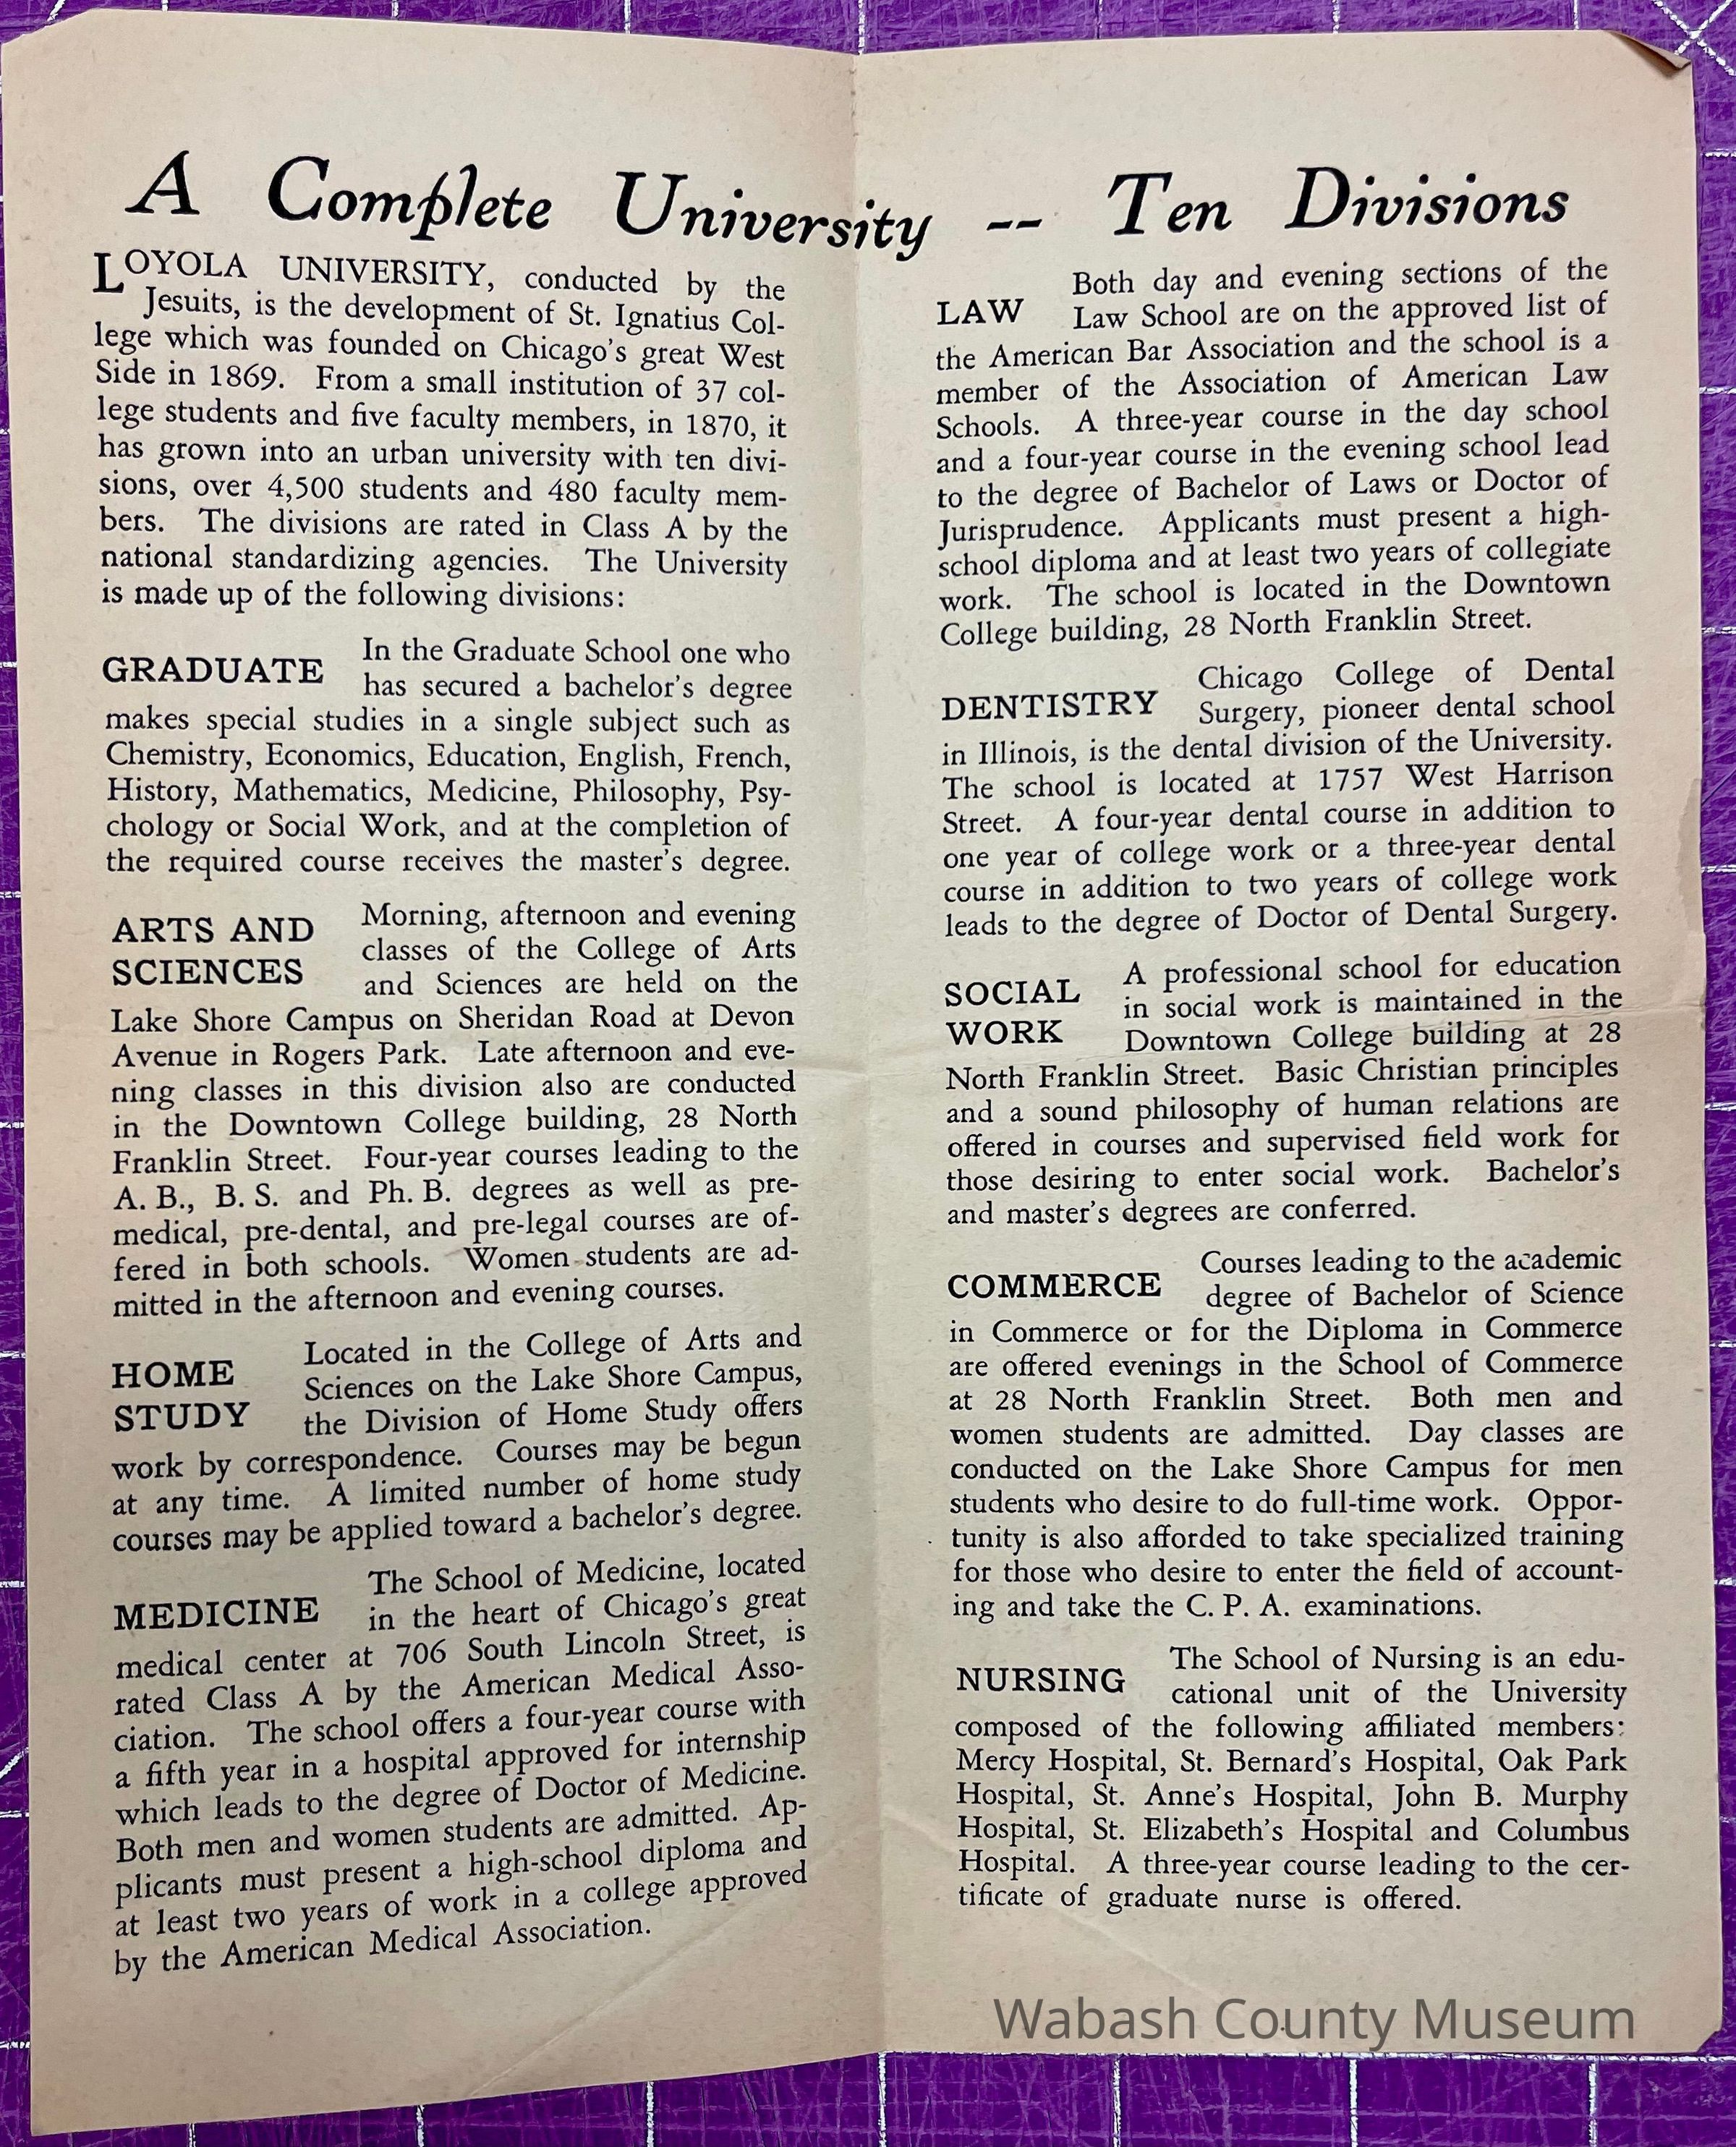 A Complete University -- Ten Divisions
LOYOLA UNIVERSITY, conducted by the
Jesuits, is the development of St. Ignatius Col-
lege which was founded on Chicago's great West
Side in 1869. From a small institution of 37 col-
lege students and five faculty members, in 1870, it
has grown into an urban university with ten divi-
sions, over 4,500 students and 480 faculty mem-
bers. The divisions are rated in Class A by the
national standardizing agencies. The University
is made up of the following divisions:
GRADUATE In the Graduate School one who
has secured a bachelor's degree
makes special studies in a single subject such as
Chemistry, Economics, Education, English, French,
History, Mathematics, Medicine, Philosophy, Psy-
chology or Social Work, and at the completion of
the required course receives the master's degree.
ARTS AND
SCIENCES
Morning, afternoon and evening
classes of the College of Arts
and Sciences are held on the
Lake Shore Campus on Sheridan Road at Devon
Avenue in Rogers Park. Late afternoon and eve-
ning classes in this division also are conducted
in the Downtown College building, 28 North
Franklin Street. Four-year courses leading to the
A. B., B. S. and Ph. B. degrees as well as pre-
medical, pre-dental, and pre-legal courses are of-
fered in both schools. Women students are ad-
mitted in the afternoon and evening courses.
HOME
STUDY
Located in the College of Arts and
Sciences on the Lake Shore Campus,
the Division of Home Study offers
work by correspondence. Courses may be begun
at any time. A limited number of home study
courses may be applied toward a bachelor's degree.
MEDICINE The School of Medicine, located
in the heart of Chicago's great
medical center at 706 South Lincoln Street, is
rated Class A by the American Medical Asso-
ciation. The school offers a four-year course with
a fifth year in a hospital approved for internship
which leads to the degree of Doctor of Medicine.
Both men and women students are admitted. Ap-
plicants must present a high-school diploma and
at least two years of work in a college approved
by the American Medical Association.
LAW Both day and evening sections of the
Law School are on the approved list of
the American Bar Association and the school is a
member of the Association of American Law
Schools. A three-year course in the day school
and a four-year course in the evening school lead
to the degree of Bachelor of Laws or Doctor of
Jurisprudence. Applicants must present a high-
school diploma and at least two years of collegiate
work. The school is located in the Downtown
College building, 28 North Franklin Street.
DENTISTRY Chicago College of Dental
Surgery, pioneer dental school
in Illinois, is the dental division of the University.
The school is located at 1757 West Harrison
Street. A four-year dental course in addition to
one year of college work or a three-year dental
course in addition to two years of college work
leads to the degree of Doctor of Dental Surgery.
SOCIAL
WORK
A professional school for education
in social work is maintained in the
Downtown College building at 28
North Franklin Street. Basic Christian principles
and a sound philosophy of human relations are
offered in courses and supervised field work for
those desiring to enter social work. Bachelor's
and master's degrees are conferred.
COMMERCE Courses leading to the academic
degree of Bachelor of Science
in Commerce or for the Diploma in Commerce
are offered evenings in the School of Commerce
at 28 North Franklin Street. Both men and
women students are admitted. Day classes are
conducted on the Lake Shore Campus for men
students who desire to do full-time work. Oppor-
tunity is also afforded to take specialized training
for those who desire to enter the field of account-
ing and take the C. P. A. examinations.
NURSING The School of Nursing is an edu-
cational unit of the University
composed of the following affiliated members:
Mercy Hospital, St. Bernard's Hospital, Oak Park
Hospital, St. Anne's Hospital, John B. Murphy
Hospital, St. Elizabeth's Hospital and Columbus
Hospital. A three-year course leading to the cer-
tificate of graduate nurse is offered.
Wabash County Museum